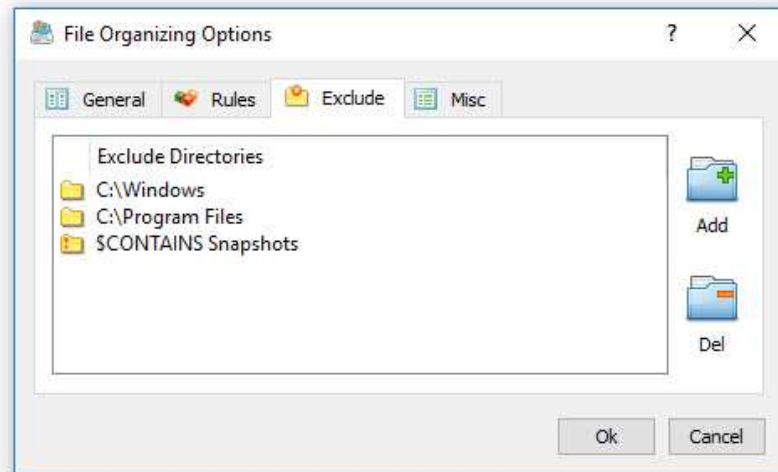 File Organizing Options
?
General Rules Exclude Misc
Exclude Directories
C:\Windows
C:\Program Files
$CONTAINS Snapshots
Add
Del
Ok Cancel